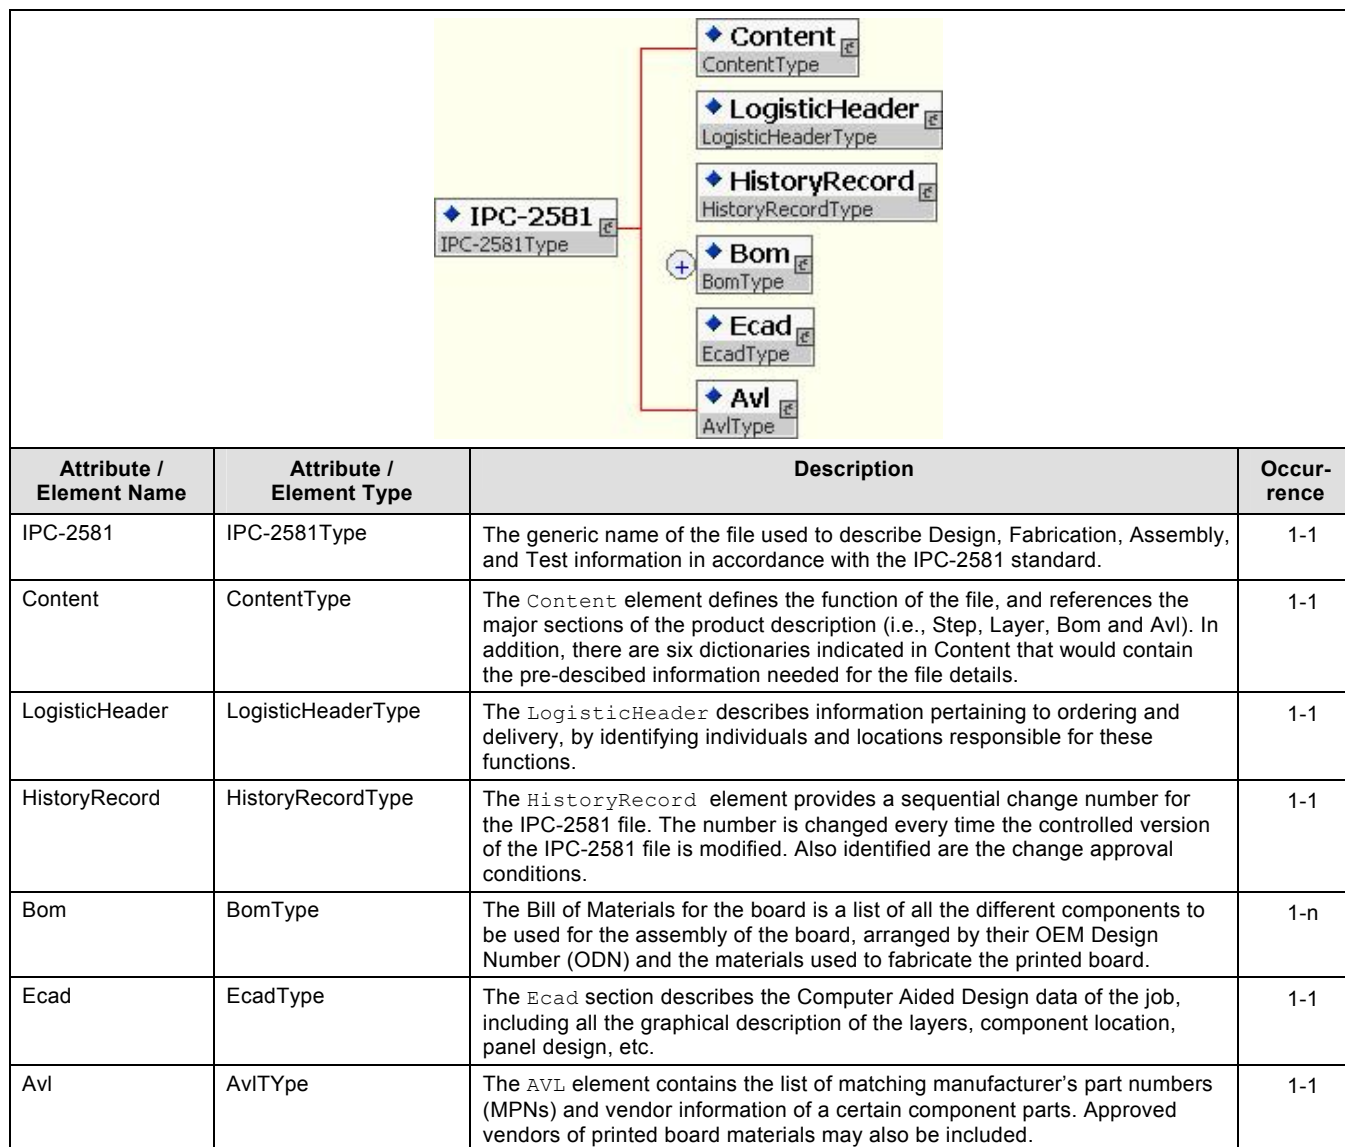 Content
ContentType
LogisticHeader
LogisticHeaderType
HistoryRecord
HistoryRecordType
IPC-2581
IPC-2581Type
+
Bom
BomType
Ecad
EcadType
Avl
AvlType
Attribute /
Element Name
Attribute /
Element Type
Description
Occur-
rence
IPC-2581
IPC-2581Type
The generic name of the file used to describe Design, Fabrication, Assembly,
and Test information in accordance with the IPC-2581 standard.
1-1
Content
ContentType
The Content element defines the function of the file, and references the
major sections of the product description (i.e., Step, Layer, Bom and Avl). In
addition, there are six dictionaries indicated in Content that would contain
the pre-descibed information needed for the file details.
1-1
LogisticHeader
LogisticHeaderType
The LogisticHeader describes information pertaining to ordering and
delivery, by identifying individuals and locations responsible for these
functions.
1-1
HistoryRecord
HistoryRecordType
The HistoryRecord element provides a sequential change number for
the IPC-2581 file. The number is changed every time the controlled version
of the IPC-2581 file is modified. Also identified are the change approval
conditions.
1-1
Bom
BomType
The Bill of Materials for the board is a list of all the different components to
be used for the assembly of the board, arranged by their OEM Design
Number (ODN) and the materials used to fabricate the printed board.
1-n
Ecad
EcadType
The Ecad section describes the Computer Aided Design data of the job,
including all the graphical description of the layers, component location,
panel design, etc.
1-1
Avl
AvlTYpe
The AVL element contains the list of matching manufacturer’s part numbers
(MPNs) and vendor information of a certain component parts. Approved
vendors of printed board materials may also be included.
1-1